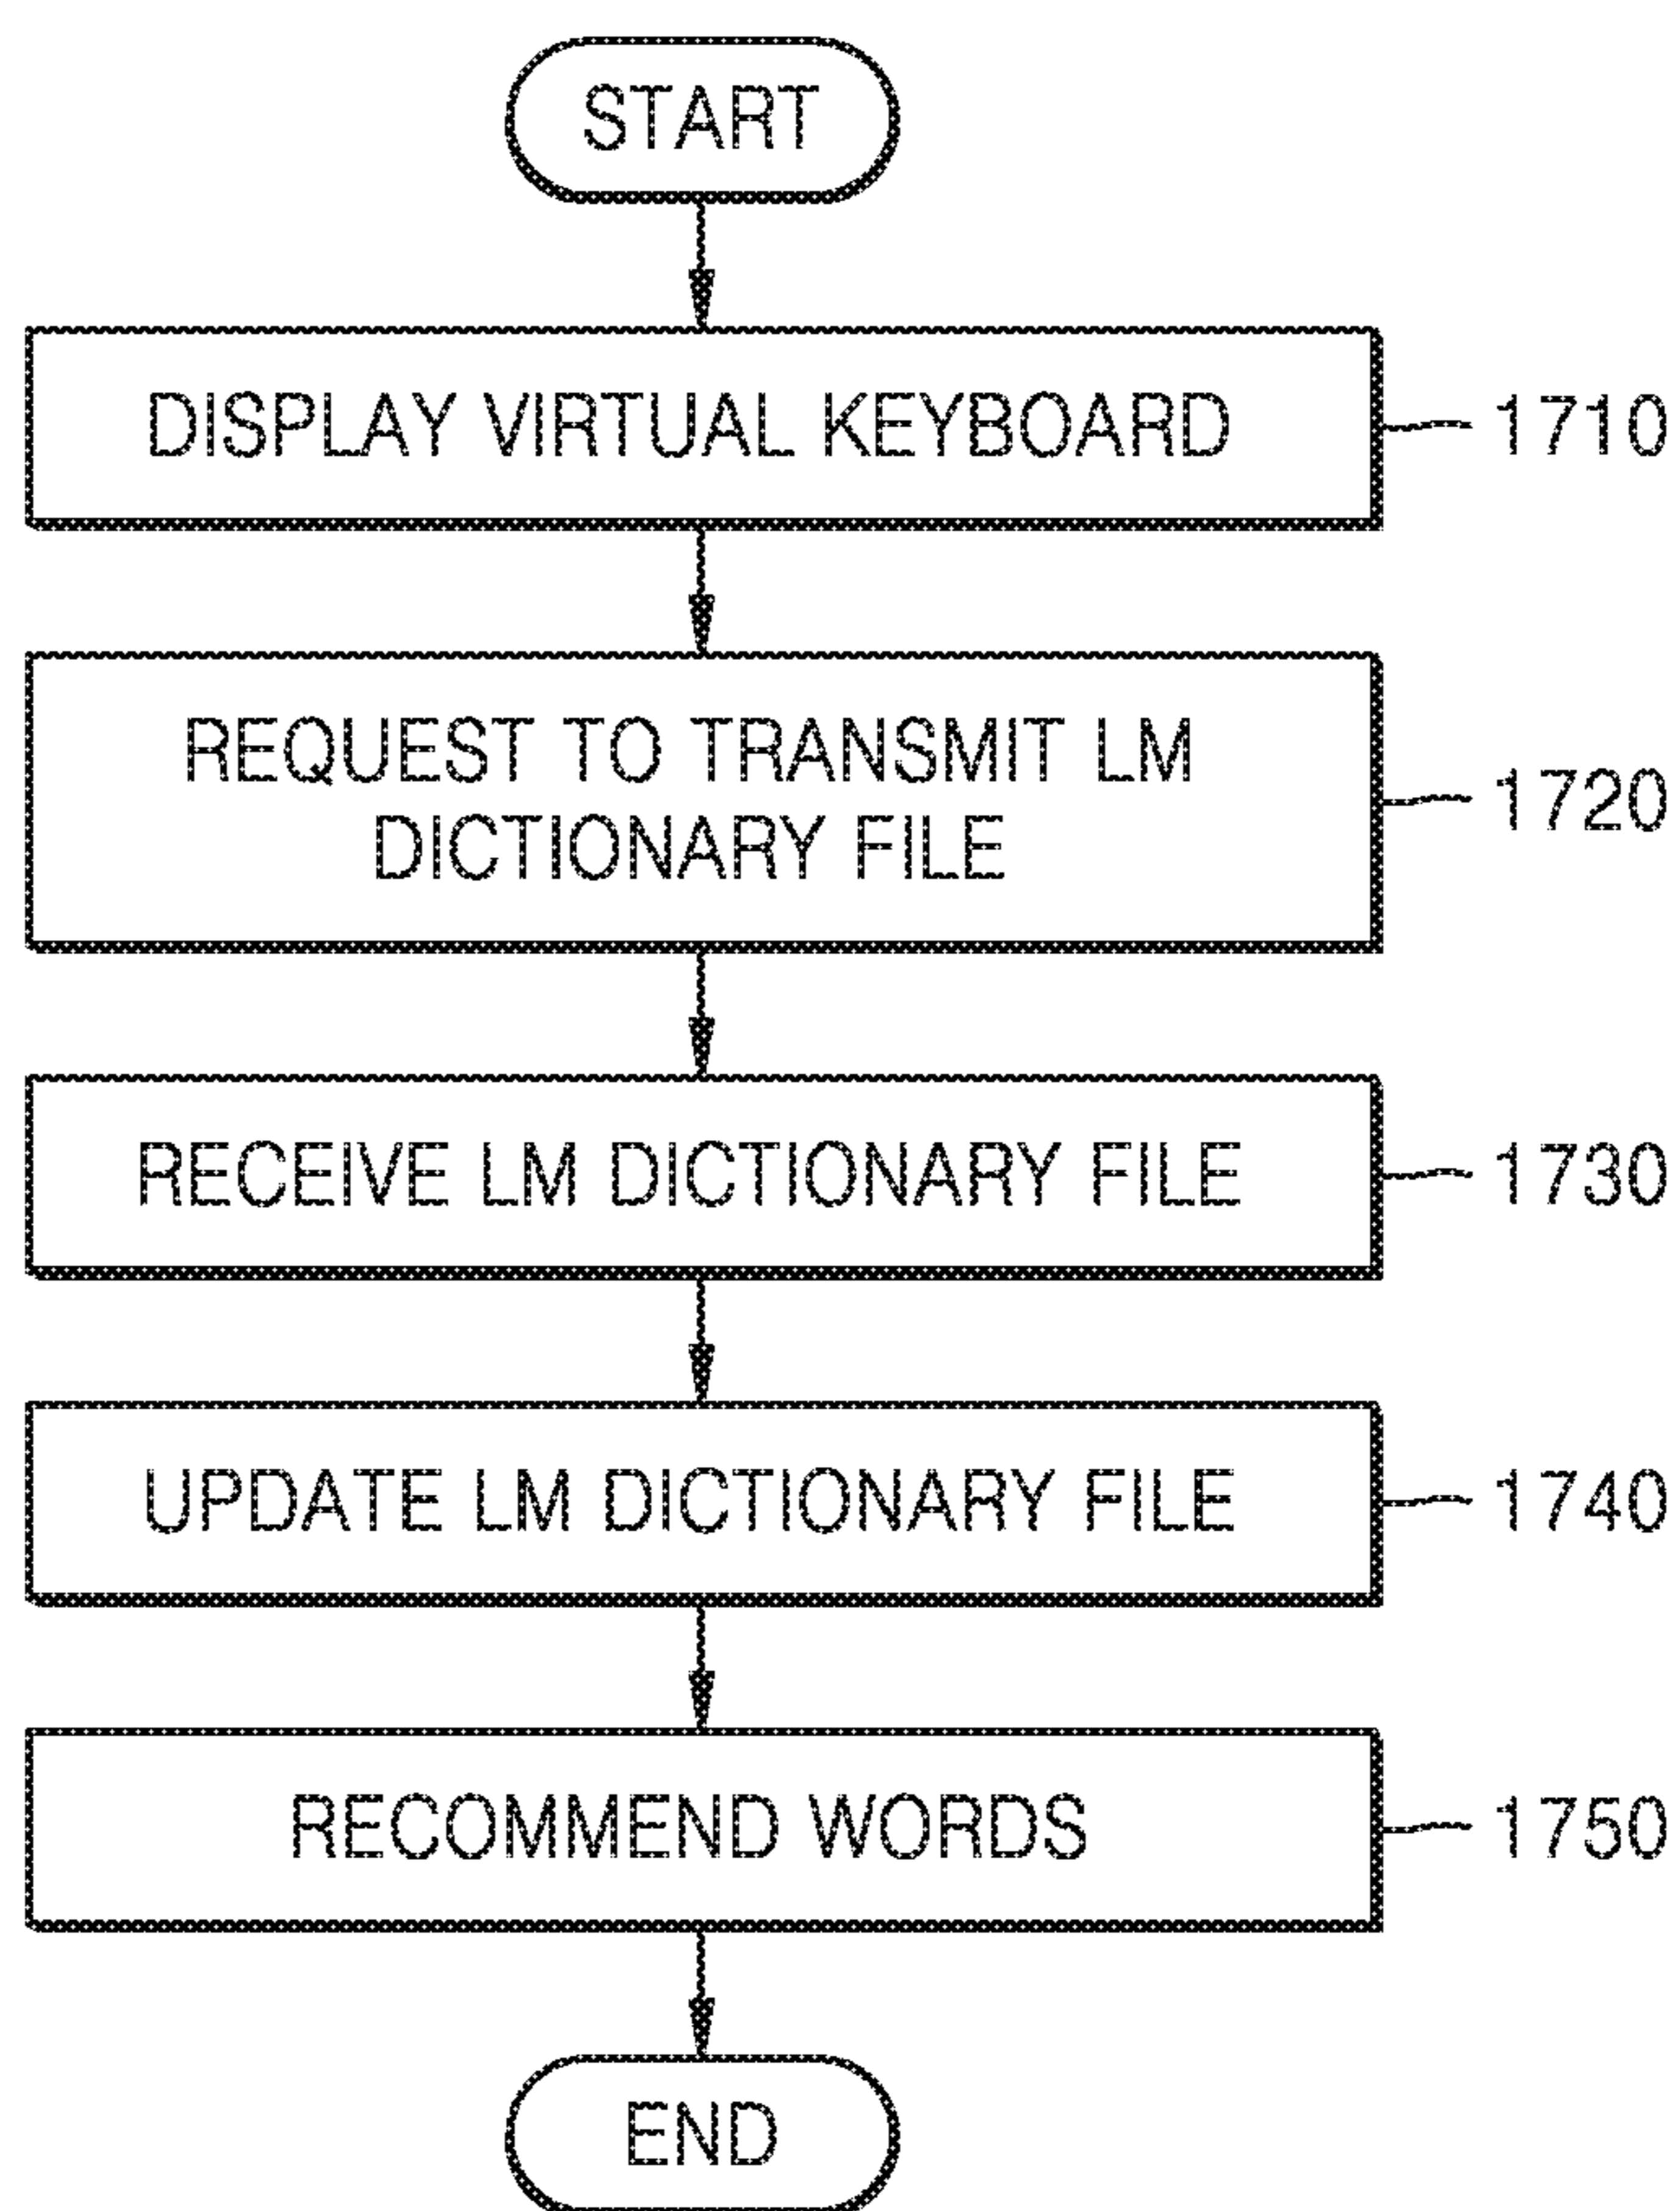 START
DISPLAY VIRTUAL KEYBOARD
1710
REQUEST TO TRANSMIT LM
DICTIONARY FILE
1720
RECEIVE LM DICTIONARY FILE
1730
UPDATE LM DICTIONARY FILE
1740
RECOMMEND WORDS
1750
END